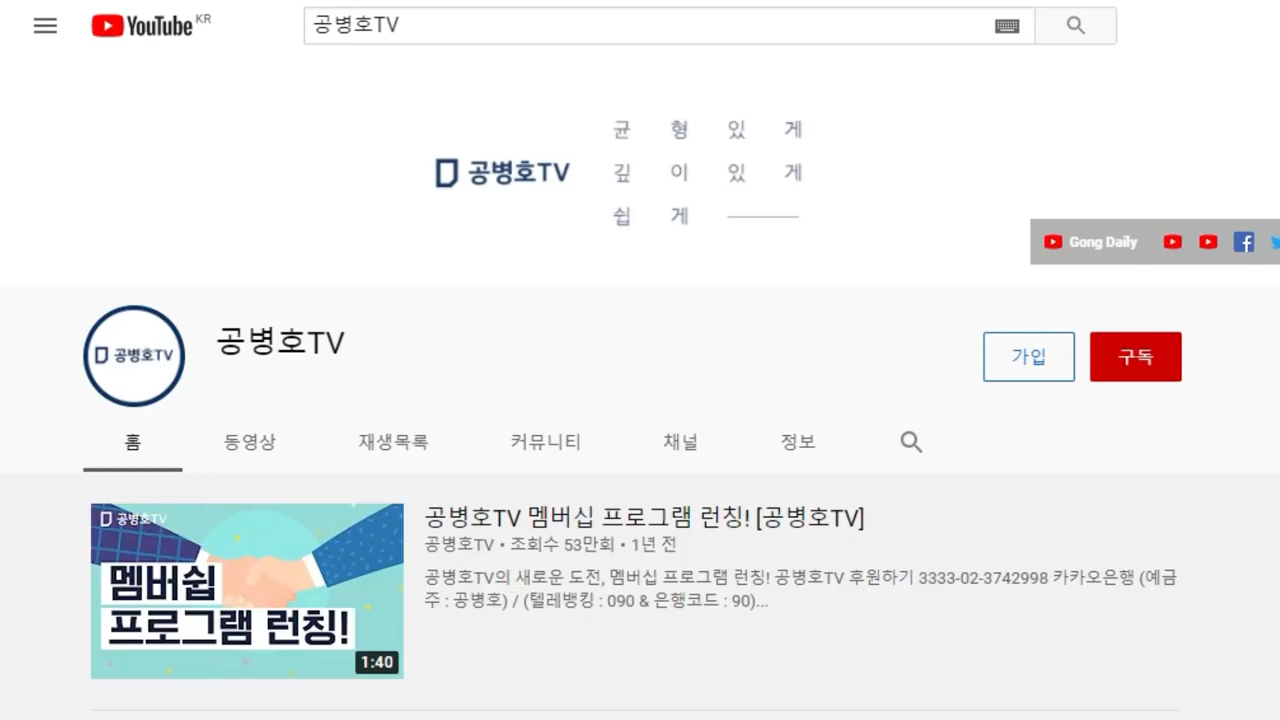 YouTube KR
공병호TV
공병호TV
균 형 있 게
깊 이 있 게
쉽 게
Gong Daily
공병호TV
공병호TV
가입
구독
홈 동영상 재생목록 커뮤니티 채널 정보
공병호TV
멤버쉽
프로그램 런칭!
1:40
공병호TV 멤버십 프로그램 런칭! [공병호TV]
공병호TV • 조회수 53만회 • 1년 전
공병호TV의 새로운 도전, 멤버십 프로그램 런칭! 공병호TV 후원하기 3333-02-3742998 카카오은행 (예금
주 : 공병호) / (텔레뱅킹 : 090 & 은행코드 : 90)...